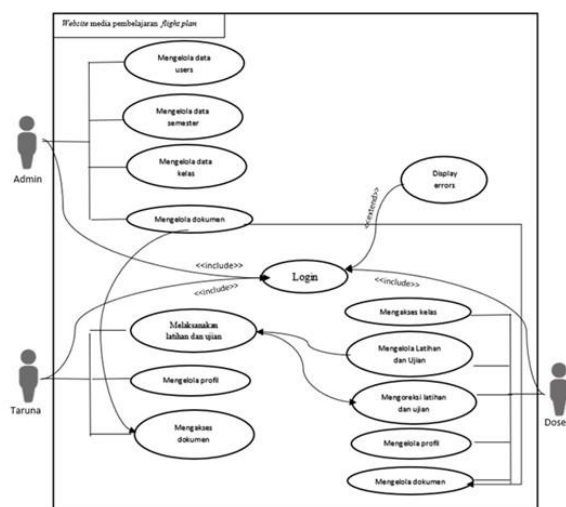 Website media pembelajaran flight plan
Mengelola data
users
Mengelola data
semester
Mengelola data
kelas
Mengelola dokumen
Admin
Display
errors
<<extend>>
<<include>>
Login
<<include>>
<<include>>
Mengakses kelas
Melaksanakan
latihan dan ujian
Mengelola Latihan
dan Ujian
Taruna
Mengelola profil
Mengoreksi latihan
dan ujian
Dose
Mengakses
dokumen
Mengelola profil
Mengelola dokumen